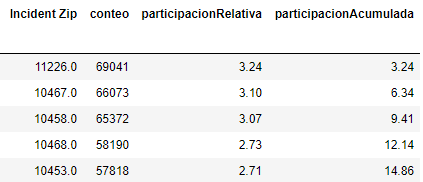 Incident Zip conteo participacionRelativa participacionAcumulada
11226.0 69041 3.24 3.24
10467.0 66073 3.10 6.34
10458.0 65372 3.07 9.41
10468.0 58190 2.73 12.14
10453.0 57818 2.71 14.86